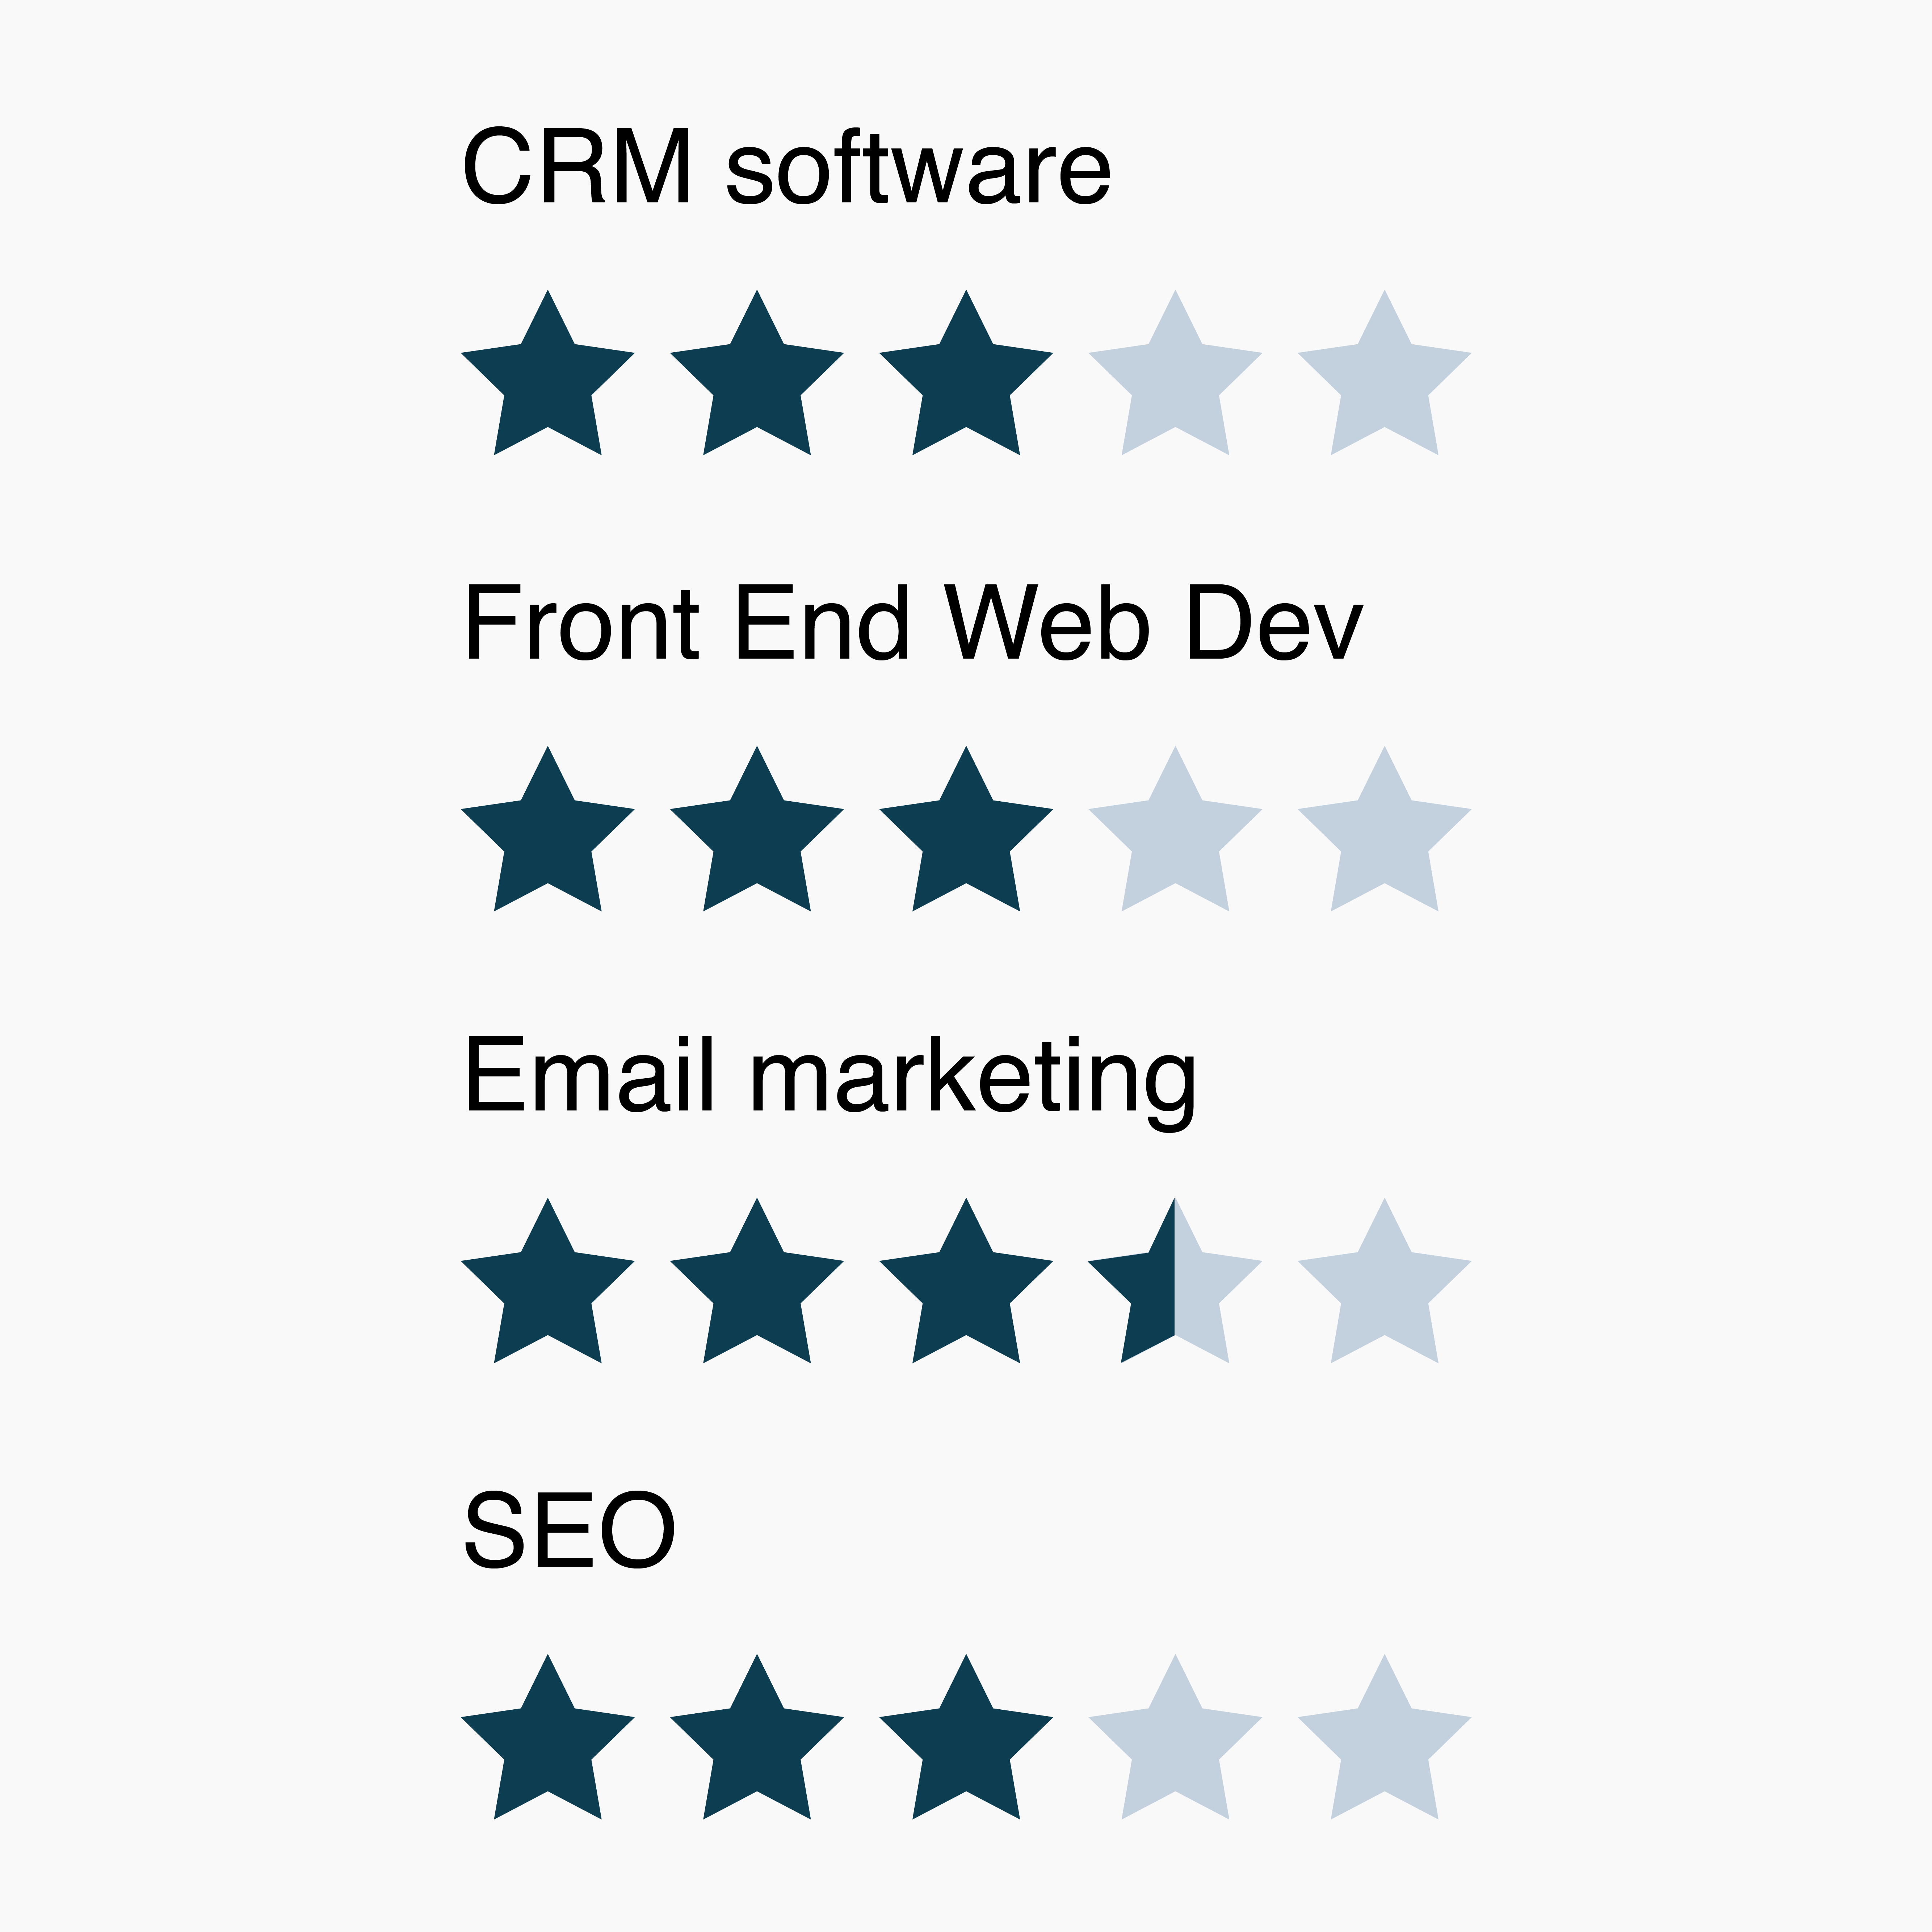 CRM software
Front End Web Dev
Email marketing
SEO